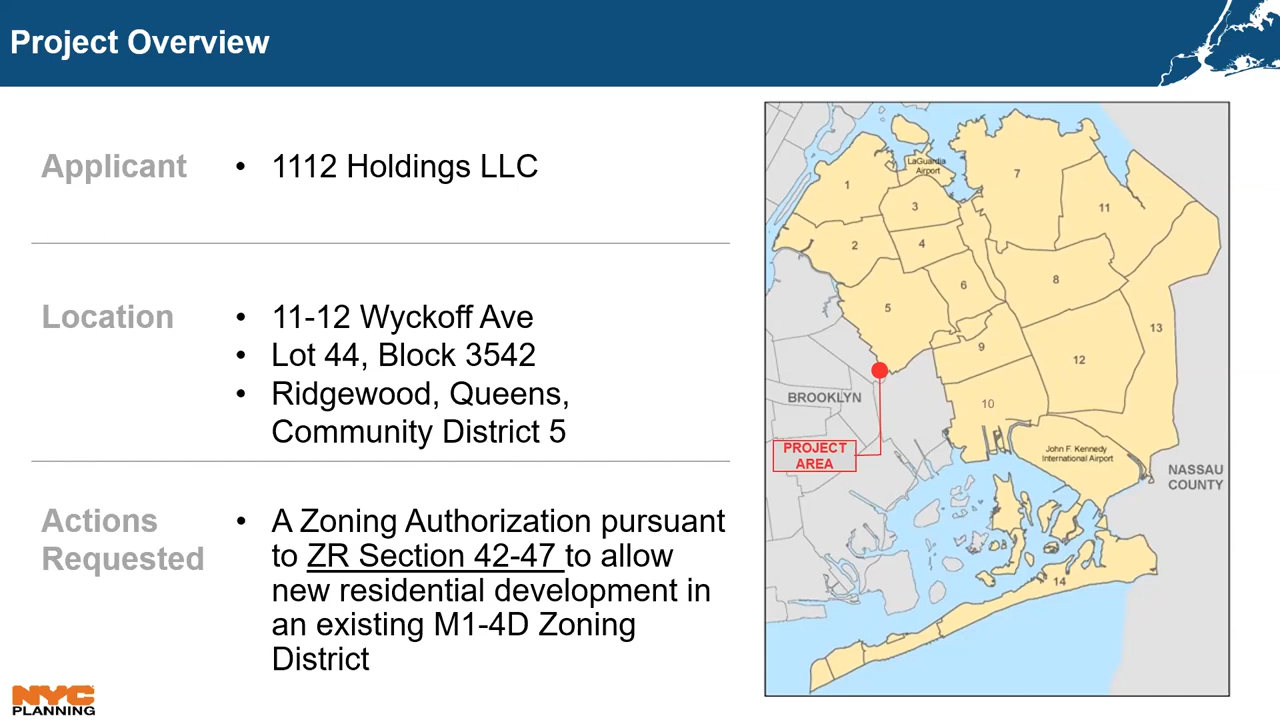 Project Overview
Applicant
• 1112 Holdings LLC
Location
• 11-12 Wyckoff Ave
• Lot 44, Block 3542
• Ridgewood, Queens,
Community District 5
Actions
Requested
• A Zoning Authorization pursuant
to ZR Section 42-47 to allow
new residential development in
an existing M1-4D Zoning
District
NYC
PLANNING
LaGuardia
Airport
1
7
3
11
2
4
6
8
5
13
9
12
BROOKLYN
10
PROJECT
AREA
John F. Kennedy
International Airport
NASSAU
COUNTY
14